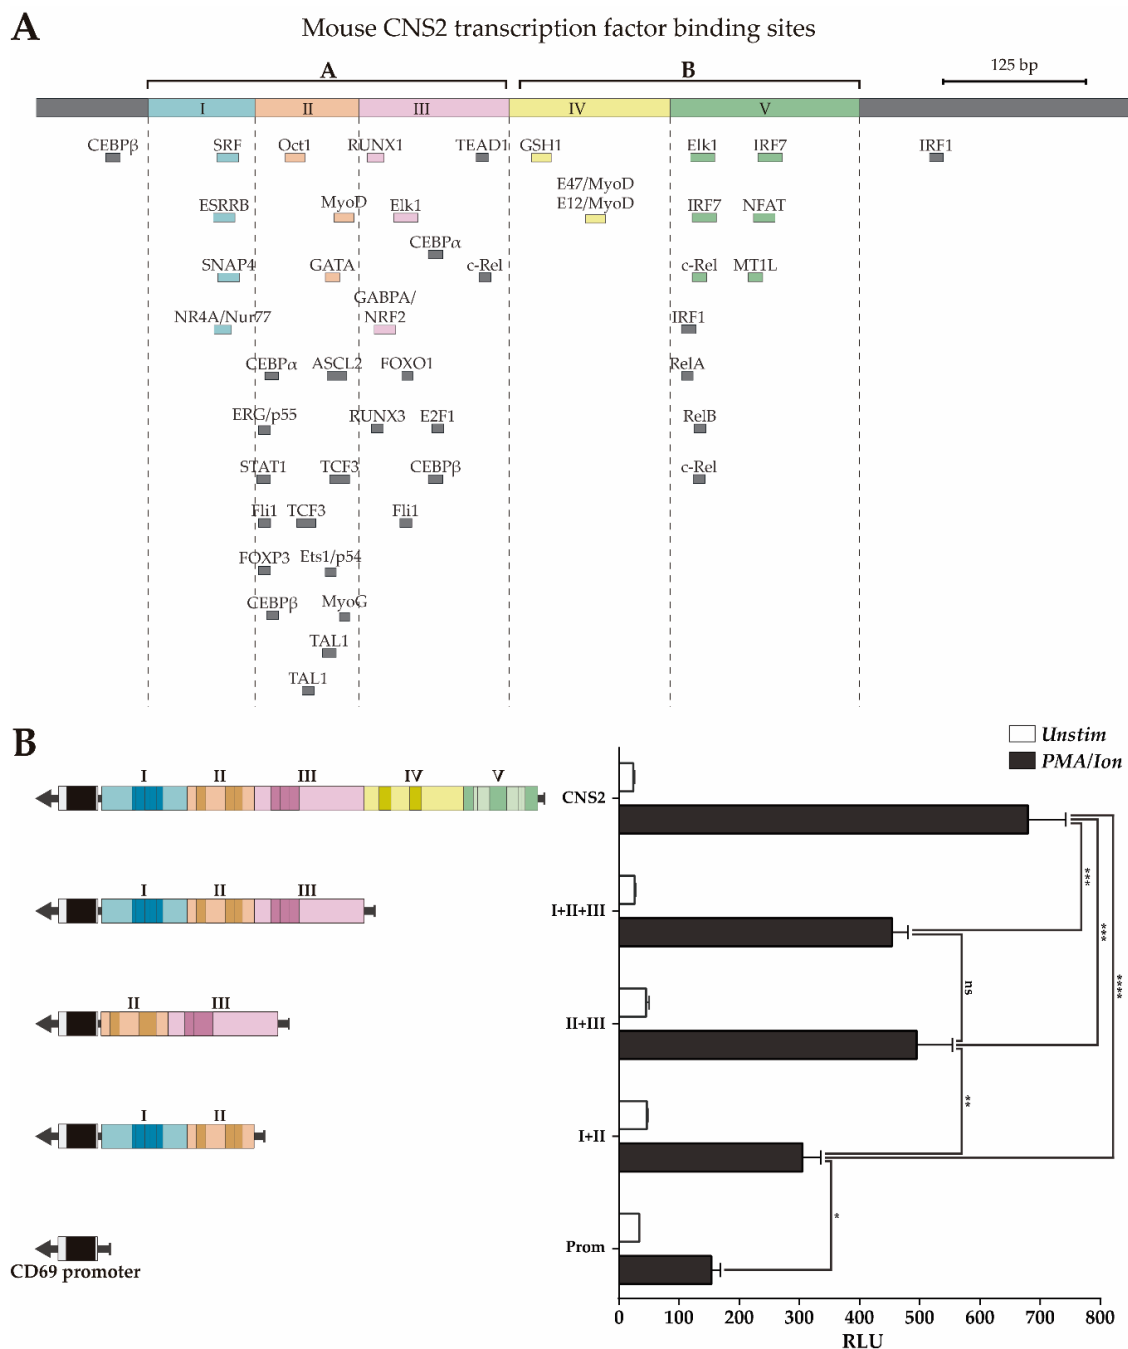 A
Mouse CNS2 transcription factor binding sites
A
B
125 bp
I
II
III
IV
V
CEBPβ
SRF
Oct1
RUNX1
TEAD1
GSH1
Elk1
IRF7
IRF1
E47/MyoD
ESRRB
MyoD
Elk1
E12/MyoD
IRF7
NFAT
CEBPα
SNAP4
GATA
c-Rel
c-Rel
MT1L
GABPA/
NR4A/Nur77
NRF2
IRF1
CEBPα
ASCL2
FOXO1
RelA
ERG/p55
RUNX3
E2F1
RelB
STAT1
TCF3
CEBPβ
c-Rel
Fli1
TCF3
Fli1
FOXP3
Ets1/p54
CEBPβ
MyoG
TAL1
TAL1
B
Unstim
PMA/Ion
I
II
III
IV
V
CNS2
***
I
II
III
I+II+III
***
****
ns
II
III
II+III
**
I
II
I+II
*
Prom
CD69 promoter
0
100
200
300
400
500
600
700
800
RLU